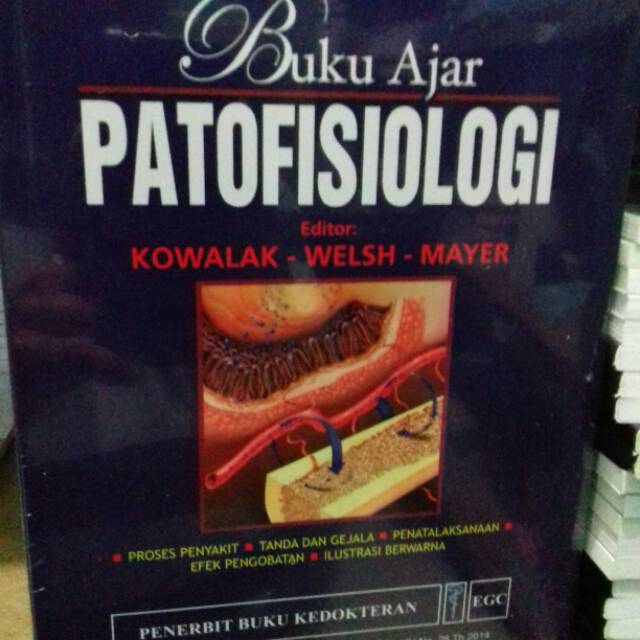 Buku Ajar
PATOFISIOLOGI
Editor:
KOWALAK - WELSH - MAYER
■ PROSES PENYAKIT ■ TANDA DAN GEJALA ■ PENATALAKSANAAN ■
EFEK PENGOBATAN ■ ILUSTRASI BERWARNA
PENERBIT BUKU KEDOKTERAN EGC